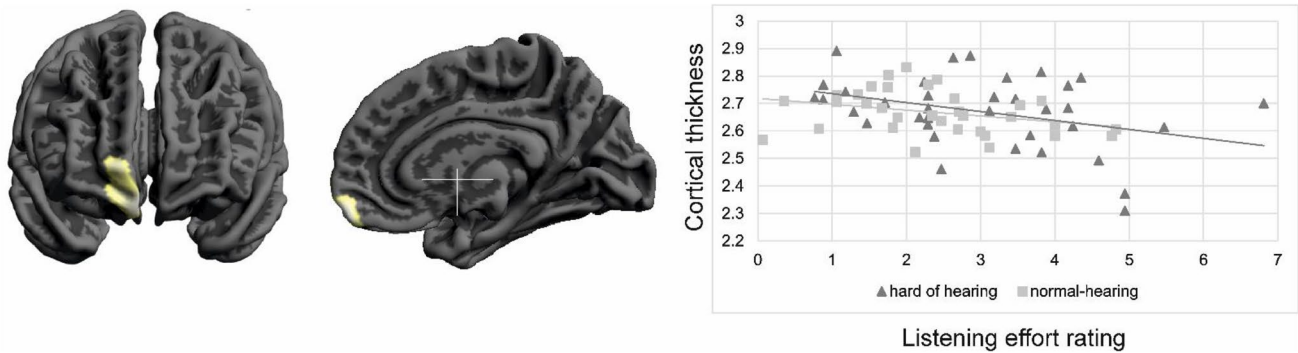 Cortical thickness
2.9
2.8
2.7
2.6
2.5
2.4
2.3
2.2
0 1 2 3 4 5 6 7
hard of hearing normal-hearing
Listening effort rating